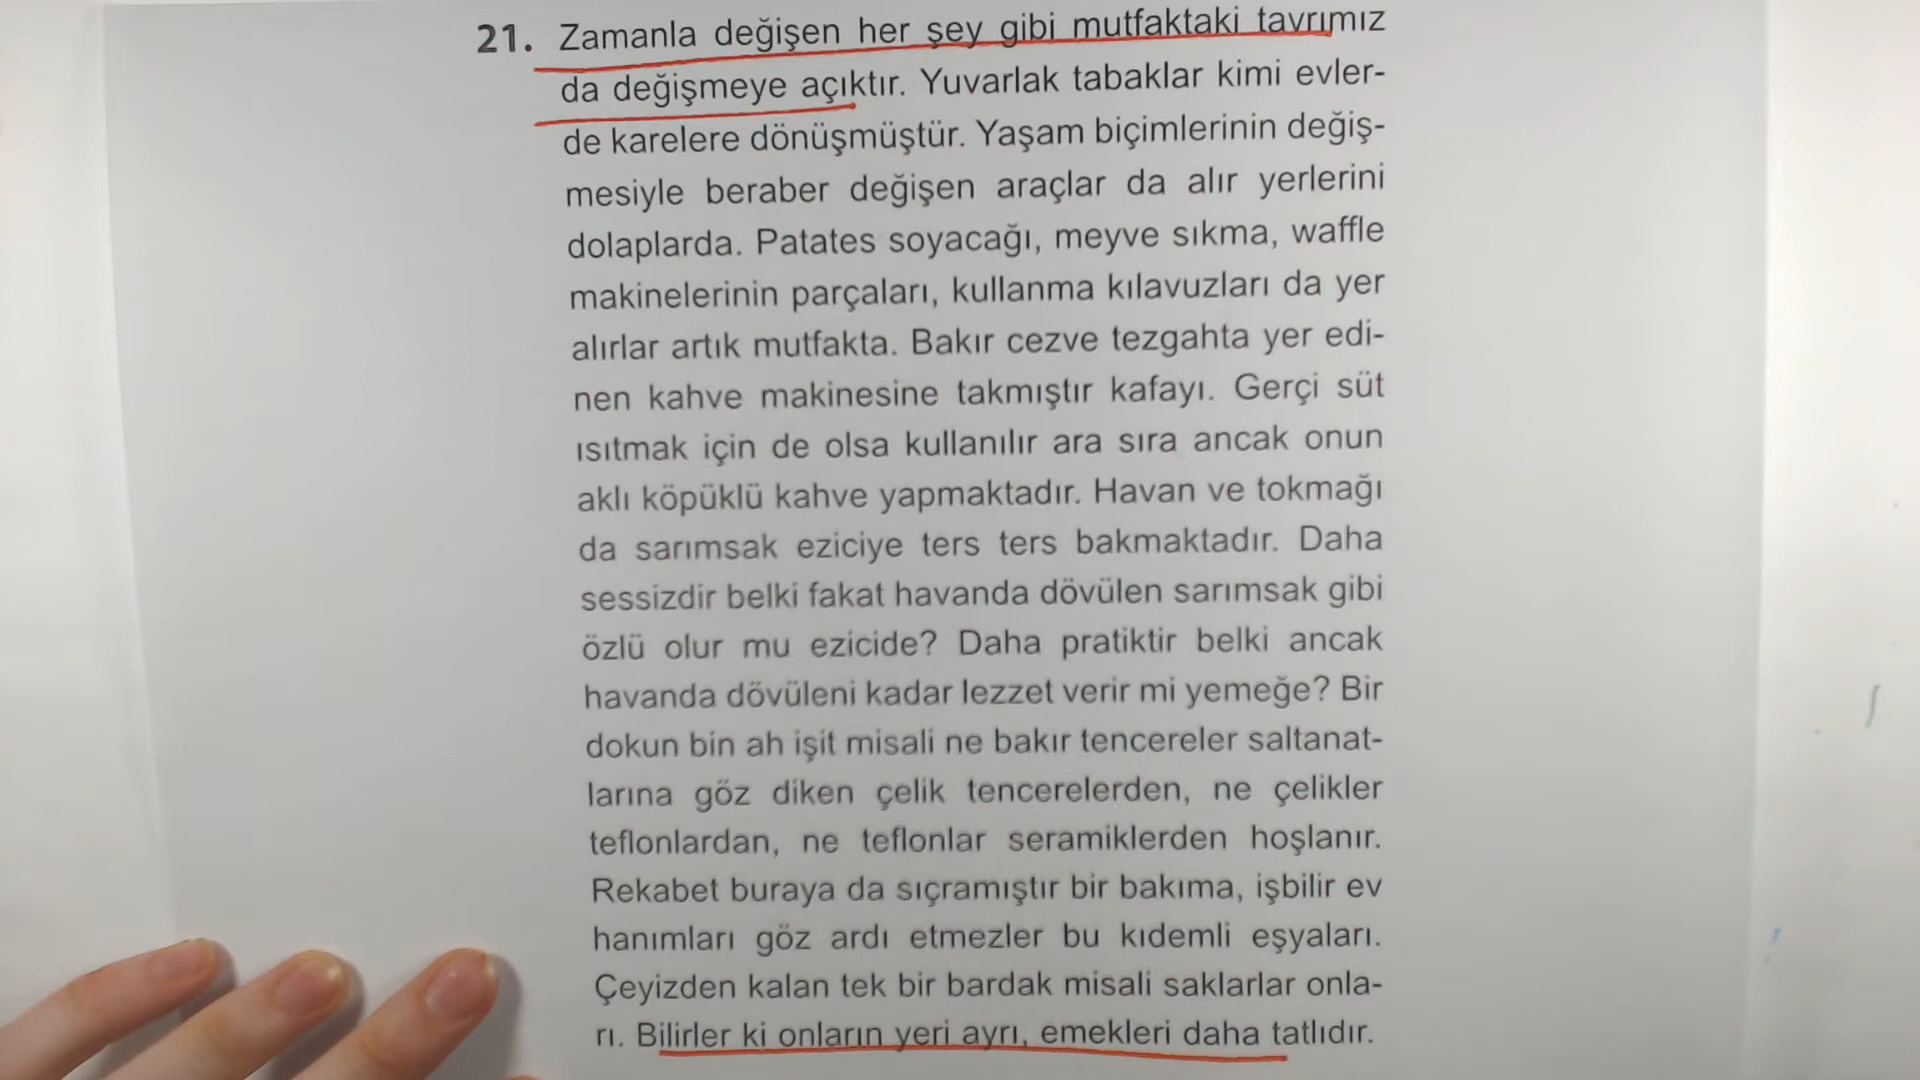 21. Zamanla değişen her şey gibi mutfaktaki tavrımız
da değişmeye açıktır. Yuvarlak tabaklar kimi evler-
de karelere dönüşmüştür. Yaşam biçimlerinin değiş-
mesiyle beraber değişen araçlar da alır yerlerini
dolaplarda. Patates soyacağı, meyve sıkma, waffle
makinelerinin parçaları, kullanma kılavuzları da yer
alırlar artık mutfakta. Bakır cezve tezgahta yer edi-
nen kahve makinesine takmıştır kafayı. Gerçi süt
ısıtmak için de olsa kullanılır ara sıra ancak onun
aklı köpüklü kahve yapmaktadır. Havan ve tokmağı
da sarımsak eziciye ters ters bakmaktadır. Daha
sessizdir belki fakat havanda dövülen sarımsak gibi
özlü olur mu ezicide? Daha pratiktir belki ancak
havanda dövüleni kadar lezzet verir mi yemeğe? Bir
dokun bin ah işit misali ne bakır tencereler saltanat-
larına göz diken çelik tencerelerden, ne çelikler
teflonlardan, ne teflonlar seramiklerden hoşlanır.
Rekabet buraya da sıçramıştır bir bakıma, işbilir ev
hanımları göz ardı etmezler bu kıdemli eşyaları.
Çeyizden kalan tek bir bardak misali saklarlar onla-
rı. Bilirler ki onların yeri ayrı, emekleri daha tatlıdır.